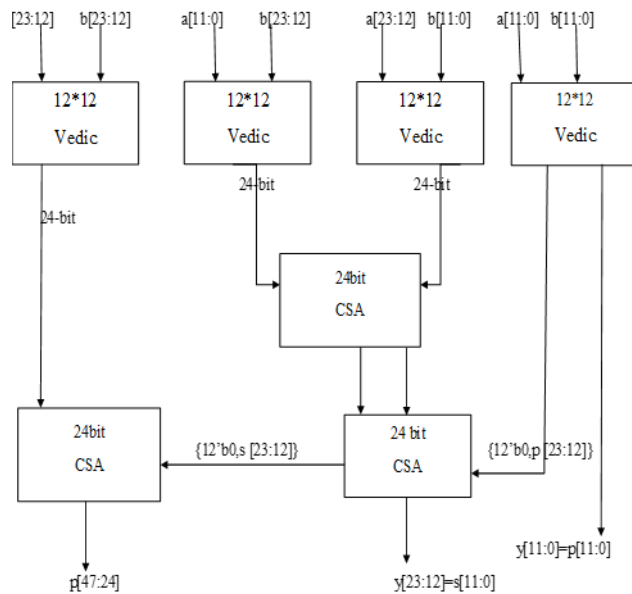 [23:12] b[23:12] a[11:0] b[23:12] a[23:12] b[11:0] a[11:0] b[11:0]
12*12 12*12 12*12 12*12
Vedic Vedic Vedic Vedic
24-bit 24-bit
24-bit
24bit
CSA
24bit 24 bit
CSA CSA
{12’b0,s [23:12]} {12’b0,p [23:12]}
y[11:0]=p[11:0]
p[47:24] y[23:12]=s[11:0]